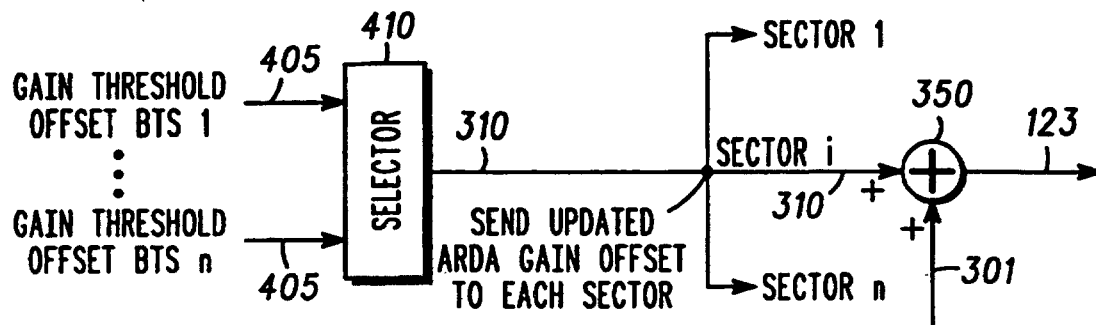 GAIN THRESHOLD
OFFSET BTS 1
405
410
SELECTOR
GAIN THRESHOLD
OFFSET BTS n
405
310
SECTOR 1
SECTOR i
310
SEND UPDATED
ARDA GAIN OFFSET
TO EACH SECTOR
SECTOR n
350
+
+
+
123
301